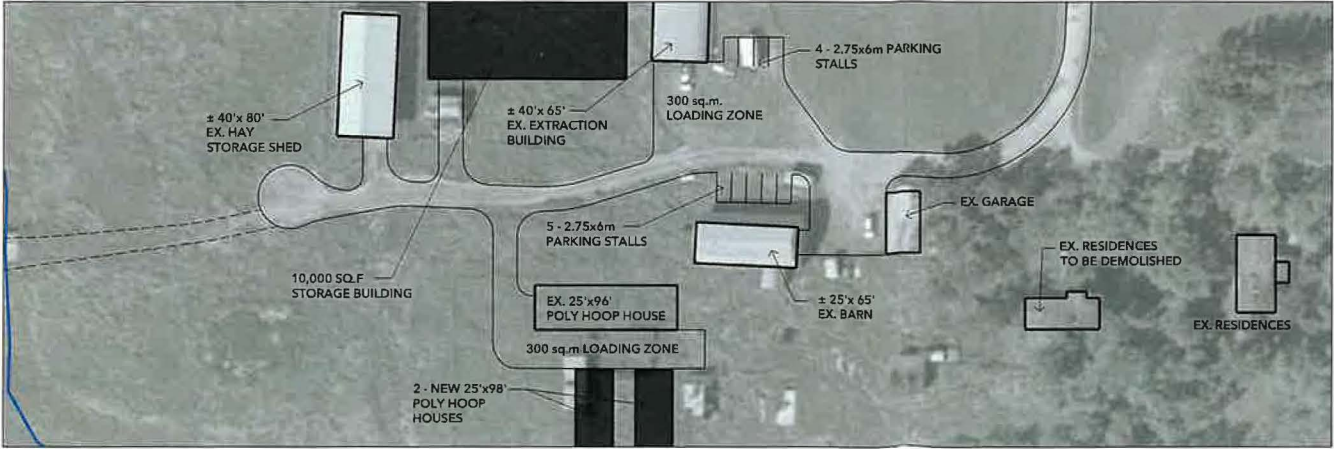 4 - 2.75x6m PARKING
STALLS
± 40'x 80'
EX. HAY
STORAGE SHED
± 40'x 65'
EX. EXTRACTION
BUILDING
300 sq.m.
LOADING ZONE
EX. GARAGE
5 - 2.75x6m
PARKING STALLS
EX. RESIDENCES
TO BE DEMOLISHED
10,000 SQ.F
STORAGE BUILDING
EX. 25'x96'
POLY HOOP HOUSE
± 25'x 65'
EX. BARN
EX. RESIDENCES
300 sq.m LOADING ZONE
2 - NEW 25'x98'
POLY HOOP
HOUSES